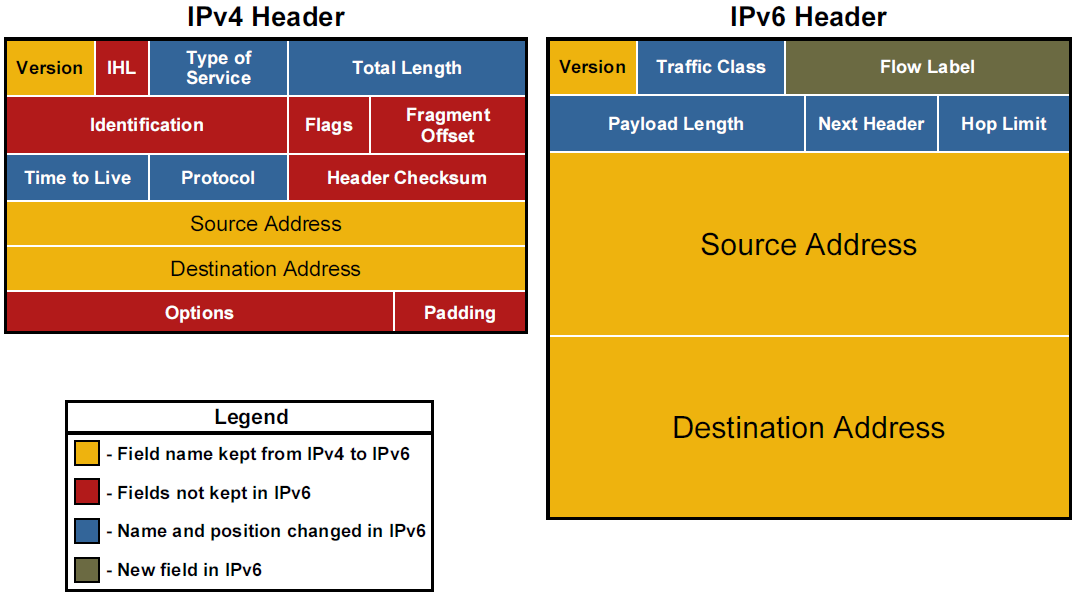 IPv4 Header
Version IHL Type of Service Total Length
Identification Flags Fragment Offset
Time to Live Protocol Header Checksum
Source Address
Destination Address
Options Padding
IPv6 Header
Version Traffic Class Flow Label
Payload Length Next Header Hop Limit
Source Address
Destination Address
Legend
- Field name kept from IPv4 to IPv6
- Fields not kept in IPv6
- Name and position changed in IPv6
- New field in IPv6